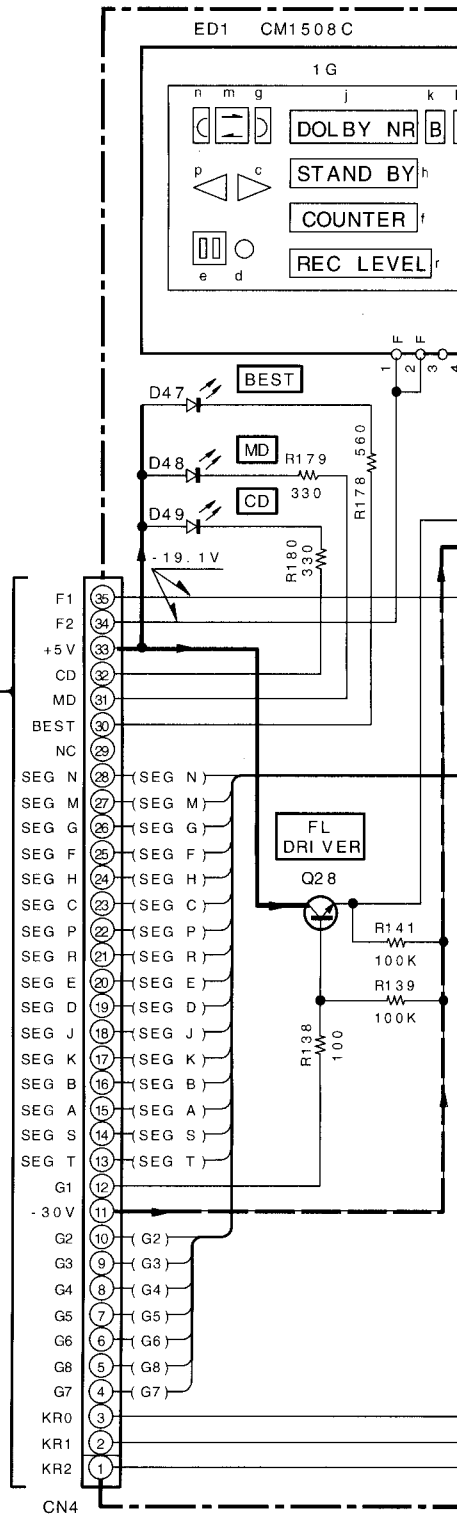 ED1 CM1508C
1G
n m g j k
DOLBY NR B
p c
STAND BY h
COUNTER f
REC LEVEL r
e d
F F
1 2 3 4
BEST
D47
560
R178
MD
D48
R179
330
CD
D49
R180
330
-19.1V
F1 35
F2 34
+5V 33
CD 32
MD 31
BEST 30
NC 29
SEG N 28 (SEG N)
SEG M 27 (SEG M)
SEG G 26 (SEG G)
SEG F 25 (SEG F)
SEG H 24 (SEG H)
SEG C 23 (SEG C)
SEG P 22 (SEG P)
SEG R 21 (SEG R)
SEG E 20 (SEG E)
SEG D 19 (SEG D)
SEG J 18 (SEG J)
SEG K 17 (SEG K)
SEG B 16 (SEG B)
SEG A 15 (SEG A)
SEG S 14 (SEG S)
SEG T 13 (SEG T)
G1 12
-30V 11
G2 10 (G2)
G3 9 (G3)
G4 8 (G4)
G5 7 (G5)
G6 6 (G6)
G8 5 (G8)
G7 4 (G7)
KR0 3
KR1 2
KR2 1
CN4
FL
DRIVER
Q28
R141
100K
R139
100K
R138
100